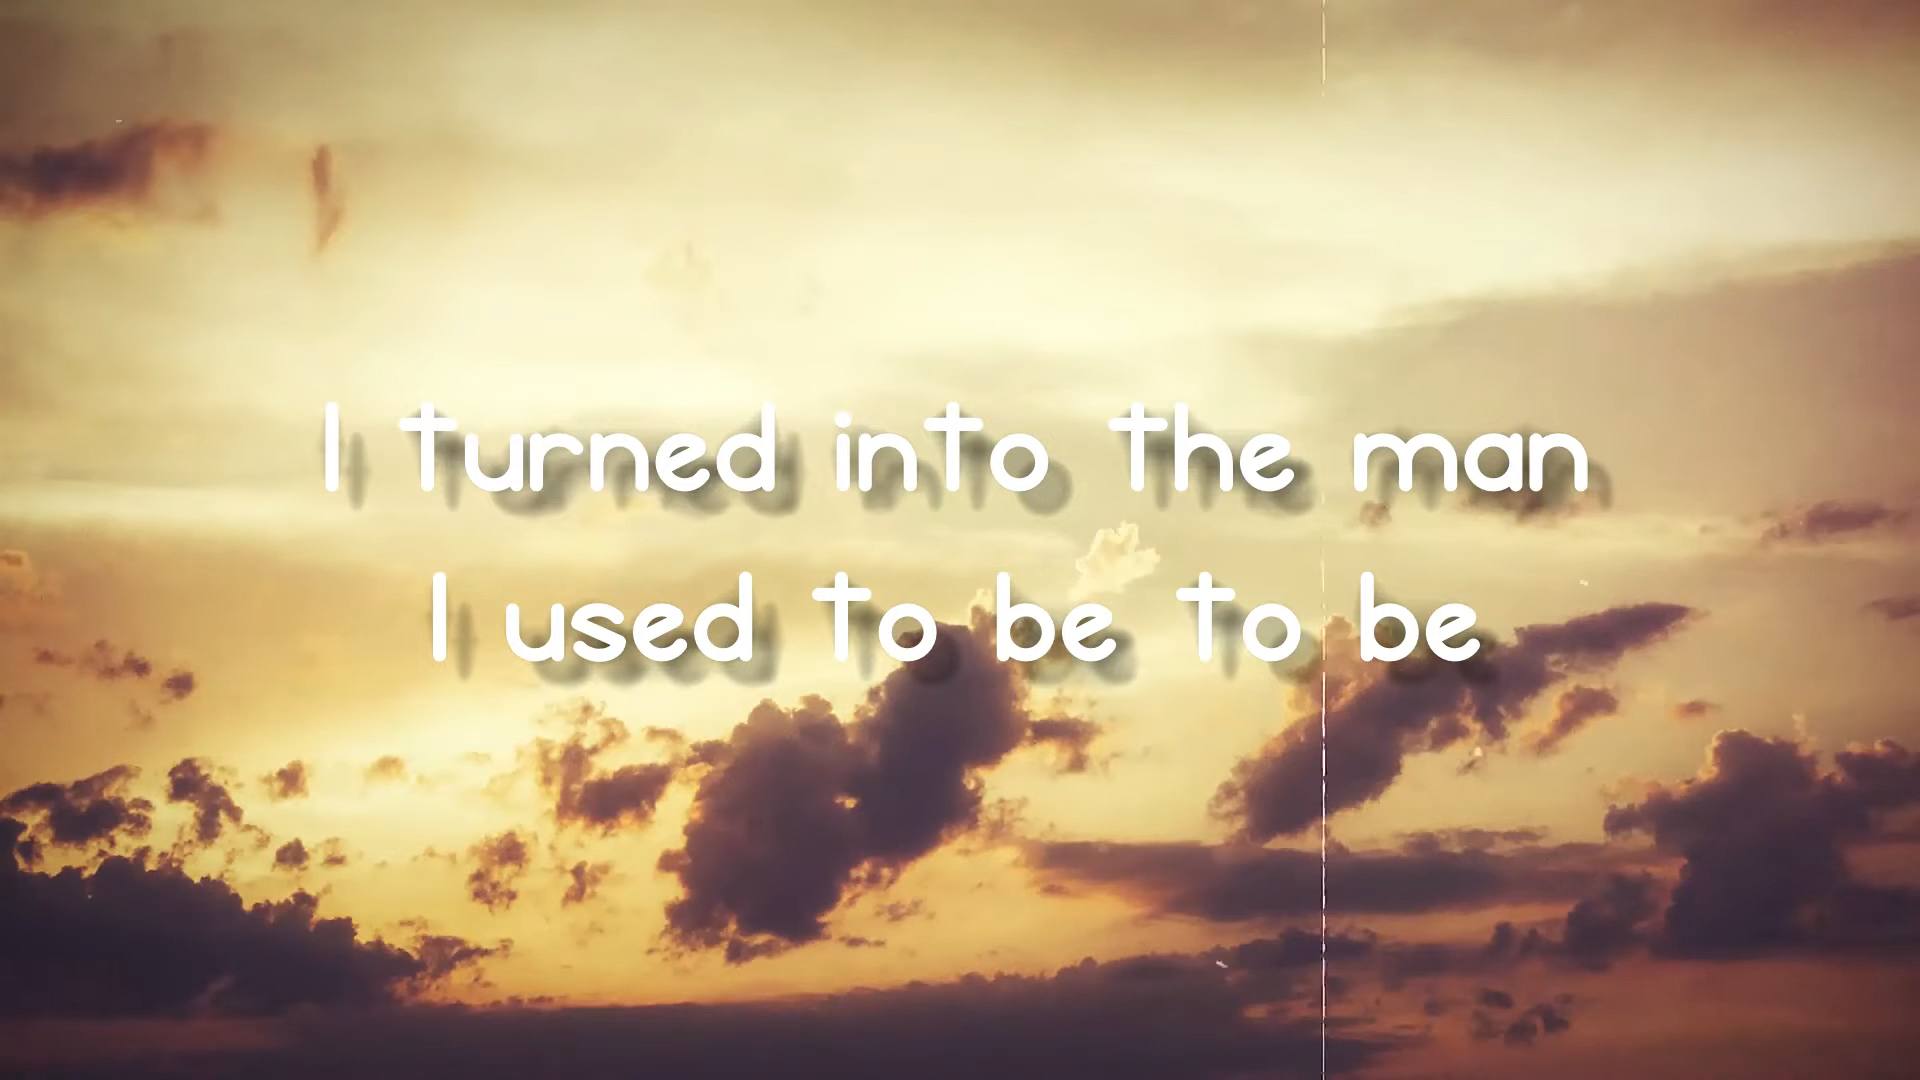 I turned into the man
I used to be to be